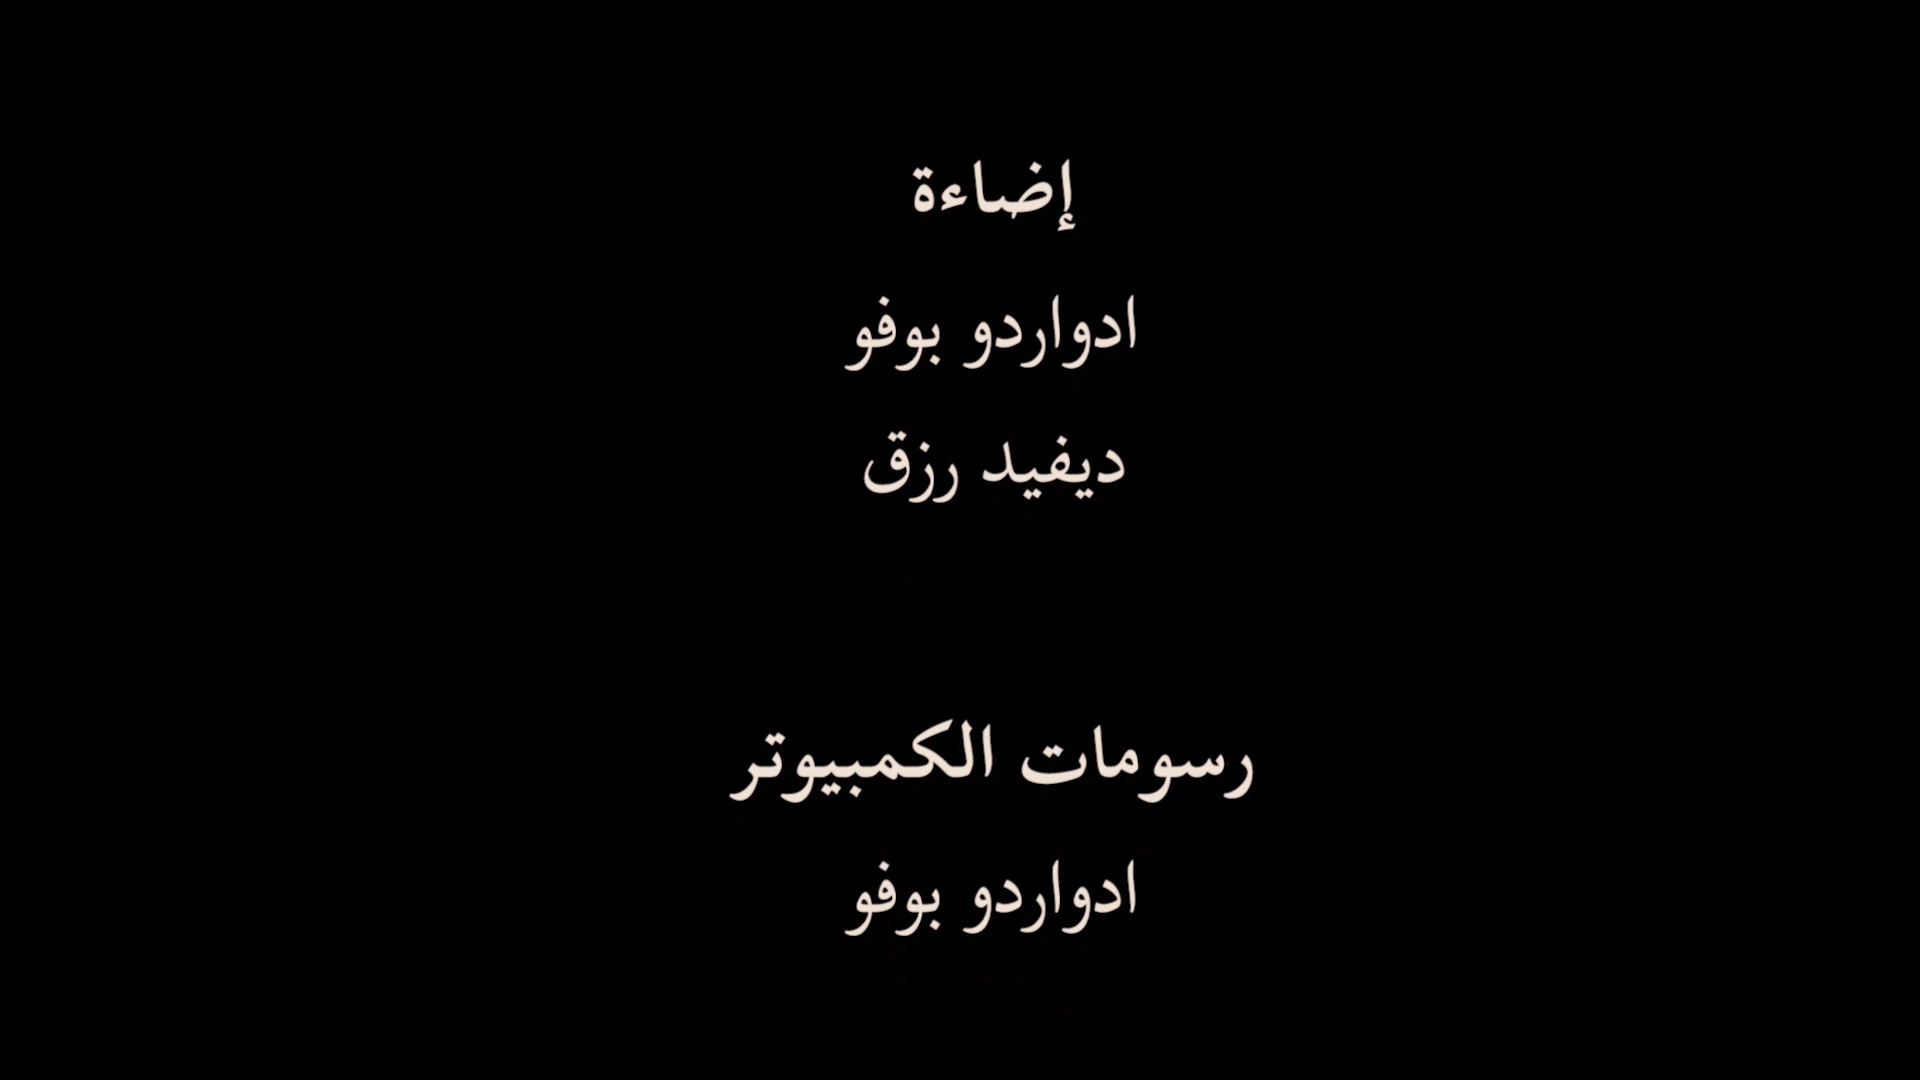 إضاءة
ادواردو بوفو
ديفيد رزق
رسومات الكمبيوتر
ادواردو بوفو